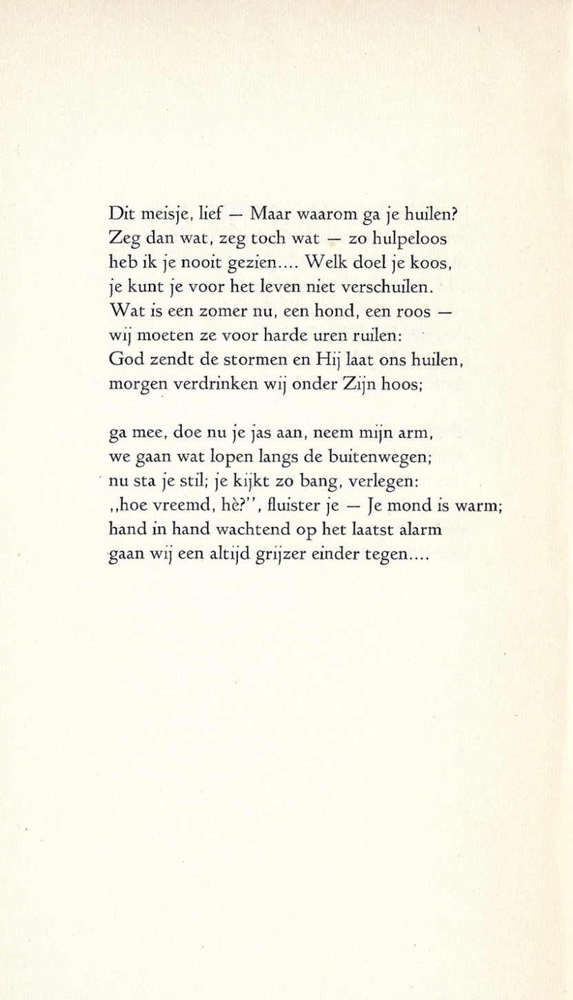 Dit meisje, lief — Maar waarom ga je huilen?
Zeg dan wat, zeg toch wat — zo hulpeloos
heb ik je nooit gezien.... Welk doel je koos,
je kunt je voor het leven niet verschuilen.
Wat is een zomer nu, een hond, een roos —
wij moeten ze voor harde uren ruilen:
God zendt de stormen en Hij laat ons huilen,
morgen verdrinken wij onder Zijn hoos;

ga mee, doe nu je jas aan, neem mijn arm,
we gaan wat lopen langs de buitenwegen;
nu sta je stil; je kijkt zo bang, verlegen:
,,hoe vreemd, hè?'', fluister je — Je mond is warm;
hand in hand wachtend op het laatst alarm
gaan wij een altijd grijzer einder tegen....